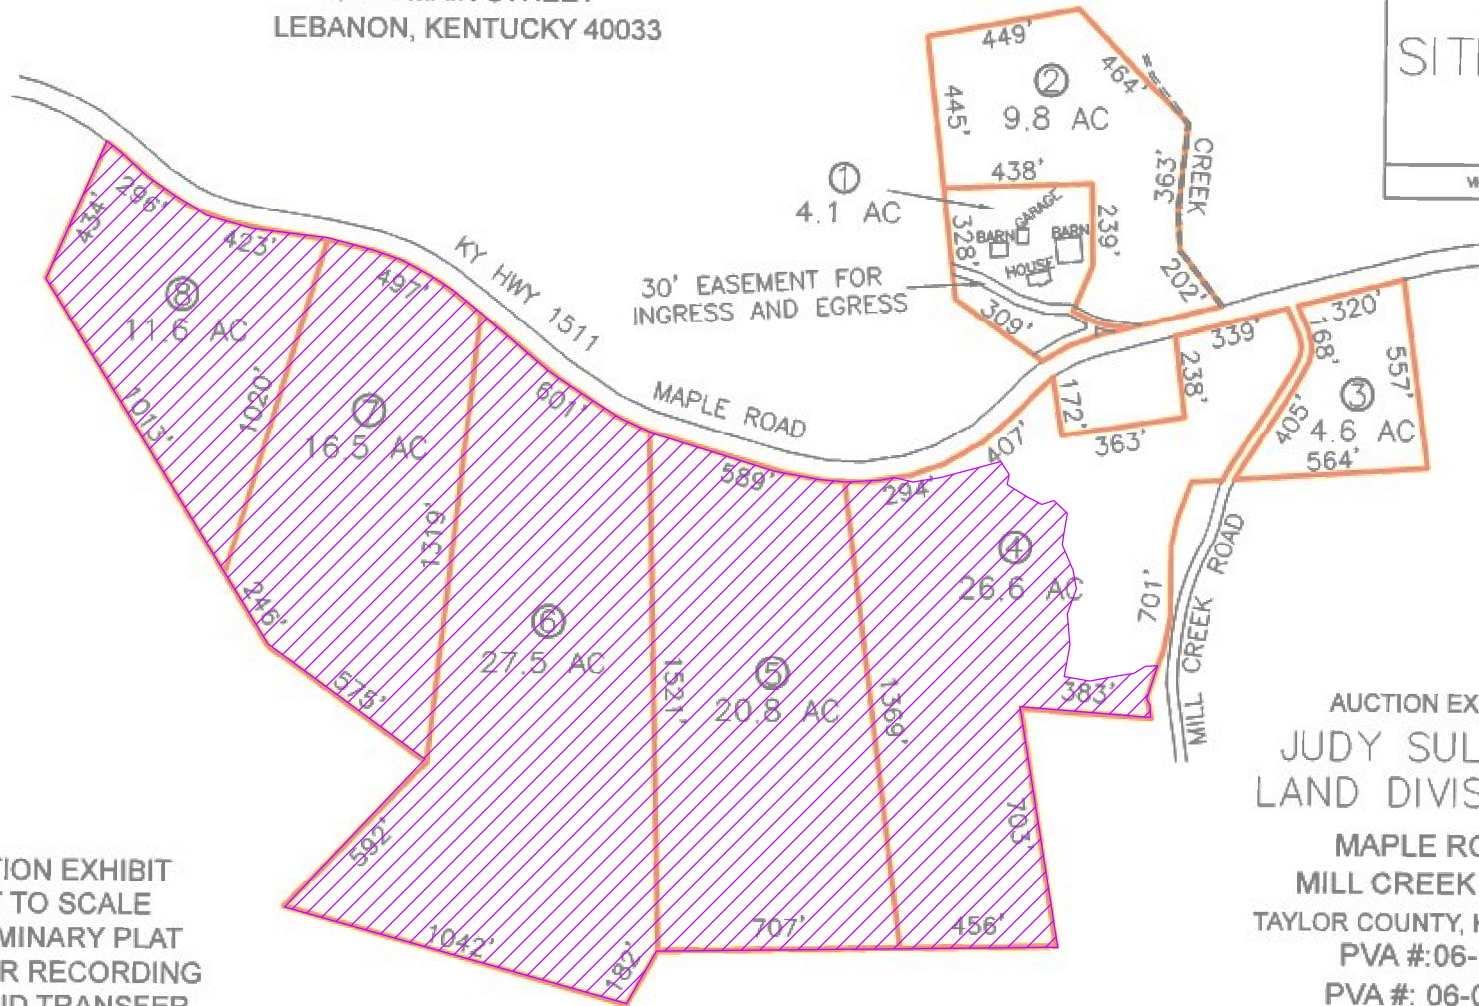 LEBANON, KENTUCKY 40033
SIT
449'
464'
②
9.8 AC
445'
438'
363'
CREEK
①
4.1 AC
GARAGE
BARN
BARN
HOUSE
328'
239'
30' EASEMENT FOR
INGRESS AND EGRESS
309'
202'
434'
296'
423'
497'
KY HWY 1511
⑧
11.6 AC
1013'
1020'
⑦
16.5 AC
601'
MAPLE ROAD
589'
294'
407'
172'
363'
238'
339'
168'
320'
557'
③
4.6 AC
405'
564'
1319'
④
26.6 AC
701'
MILL CREEK ROAD
246'
575'
⑥
27.5 AC
1521'
⑤
20.8 AC
1369'
383'
703'
592'
1042'
182'
707'
456'
AUCTION EX
JUDY SUL
LAND DIVIS
MAPLE RO
MILL CREEK
TAYLOR COUNTY,
PVA #:06-
PVA #: 06-0
TION EXHIBIT
TO SCALE
MINARY PLAT
R RECORDING
ND TRANSFER